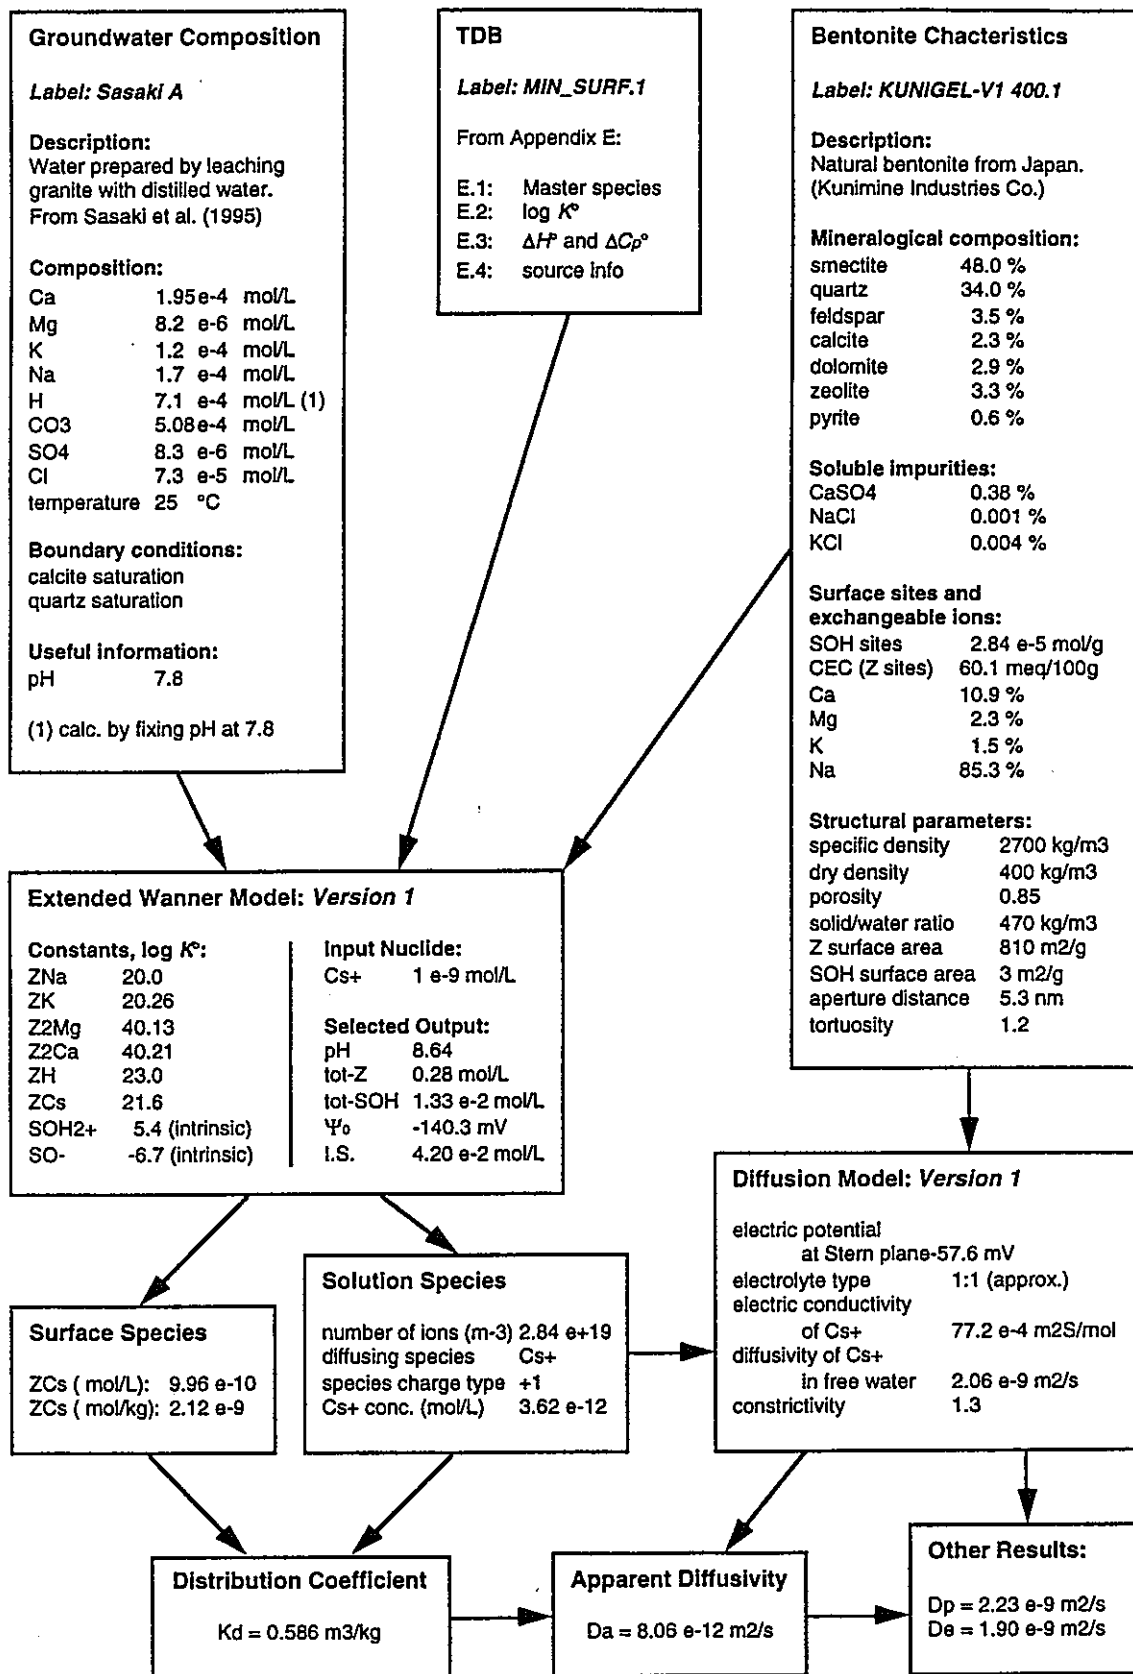 Groundwater Composition
Label: Sasaki A
Description:
Water prepared by leaching
granite with distilled water.
From Sasaki et al. (1995)
Composition:
Ca 1.95e-4 mol/L
Mg 8.2 e-6 mol/L
K 1.2 e-4 mol/L
Na 1.7 e-4 mol/L
H 7.1 e-4 mol/L (1)
CO3 5.08e-4 mol/L
SO4 8.3 e-6 mol/L
Cl 7.3 e-5 mol/L
temperature 25 °C
Boundary conditions:
calcite saturation
quartz saturation
Useful information:
pH 7.8
(1) calc. by fixing pH at 7.8
TDB
Label: MIN_SURF.1
From Appendix E:
E.1: Master species
E.2: log K°
E.3: ΔH° and ΔCp°
E.4: source info
Bentonite Chacteristics
Label: KUNIGEL-V1 400.1
Description:
Natural bentonite from Japan.
(Kunimine Industries Co.)
Mineralogical composition:
smectite 48.0 %
quartz 34.0 %
feldspar 3.5 %
calcite 2.3 %
dolomite 2.9 %
zeolite 3.3 %
pyrite 0.6 %
Soluble impurities:
CaSO4 0.38 %
NaCl 0.001 %
KCl 0.004 %
Surface sites and
exchangeable ions:
SOH sites 2.84 e-5 mol/g
CEC (Z sites) 60.1 meq/100g
Ca 10.9 %
Mg 2.3 %
K 1.5 %
Na 85.3 %
Structural parameters:
specific density 2700 kg/m3
dry density 400 kg/m3
porosity 0.85
solid/water ratio 470 kg/m3
Z surface area 810 m2/g
SOH surface area 3 m2/g
aperture distance 5.3 nm
tortuosity 1.2
Extended Wanner Model: Version 1
Constants, log K°:
ZNa 20.0
ZK 20.26
Z2Mg 40.13
Z2Ca 40.21
ZH 23.0
ZCs 21.6
SOH2+ 5.4 (intrinsic)
SO- -6.7 (intrinsic)
Input Nuclide:
Cs+ 1 e-9 mol/L
Selected Output:
pH 8.64
tot-Z 0.28 mol/L
tot-SOH 1.33 e-2 mol/L
Ψo -140.3 mV
I.S. 4.20 e-2 mol/L
Surface Species
ZCs ( mol/L): 9.96 e-10
ZCs ( mol/kg): 2.12 e-9
Solution Species
number of ions (m-3) 2.84 e+19
diffusing species Cs+
species charge type +1
Cs+ conc. (mol/L) 3.62 e-12
Diffusion Model: Version 1
electric potential
at Stern plane-57.6 mV
electrolyte type 1:1 (approx.)
electric conductivity
of Cs+ 77.2 e-4 m2S/mol
diffusivity of Cs+
in free water 2.06 e-9 m2/s
constrictivity 1.3
Distribution Coefficient
Kd = 0.586 m3/kg
Apparent Diffusivity
Da = 8.06 e-12 m2/s
Other Results:
Dp = 2.23 e-9 m2/s
De = 1.90 e-9 m2/s